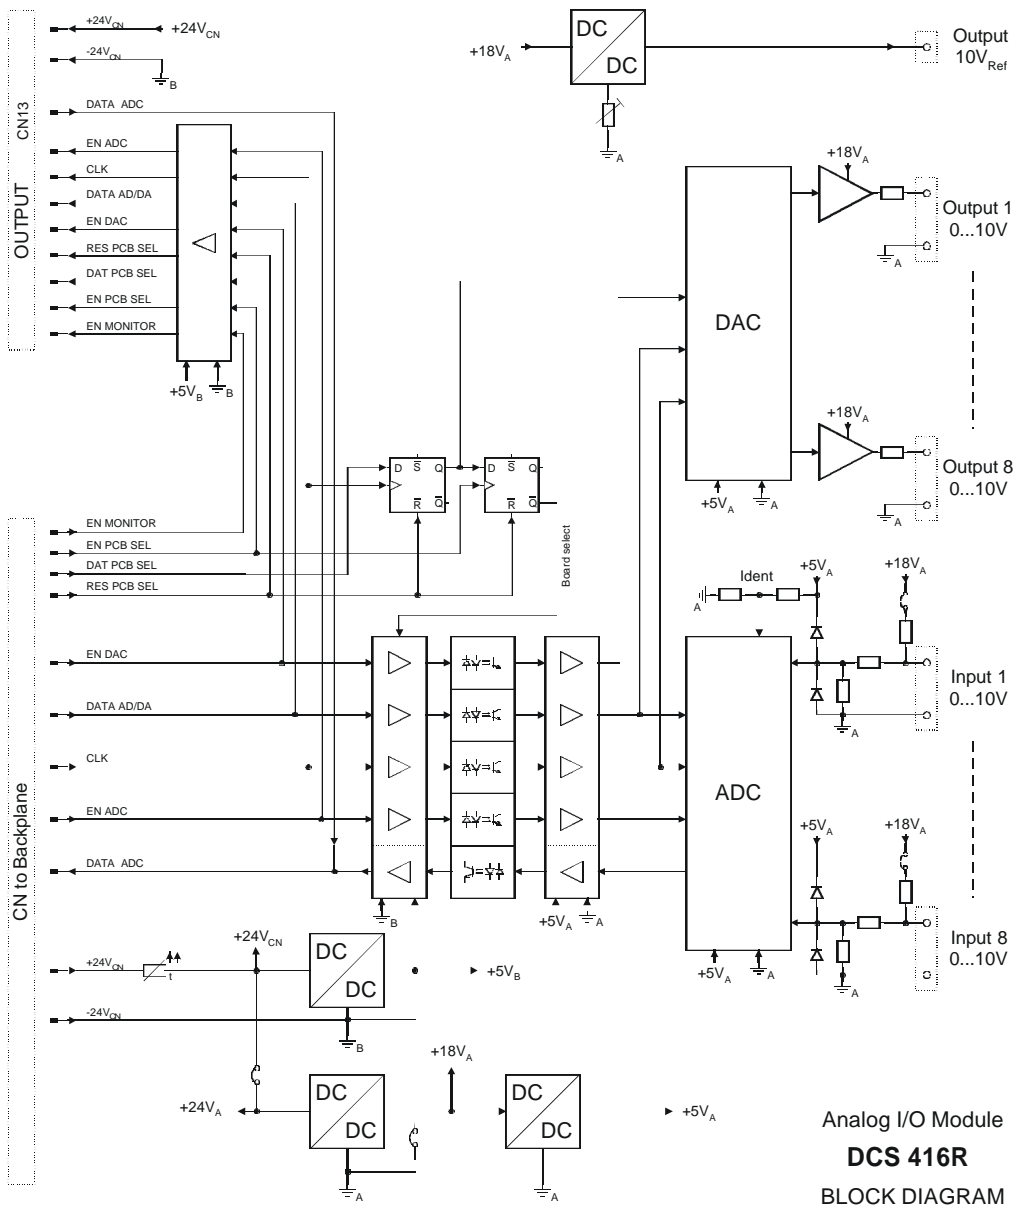 +24VCN
+24VCN
-24VCN
B
DATA ADC
EN ADC
CLK
DATA AD/DA
EN DAC
RES PCB SEL
DAT PCB SEL
EN PCB SEL
EN MONITOR
OUTPUT CN13
+5VB
B
+18VA
DC
DC
A
Output
10VRef
DAC
+18VA
Output 1
0...10V
A
+18VA
Output 8
0...10V
A
+5VA
A
D S Q
R Q
D S Q
R Q
Board select
EN MONITOR
EN PCB SEL
DAT PCB SEL
RES PCB SEL
EN DAC
DATA AD/DA
CLK
EN ADC
DATA ADC
CN to Backplane
B
+5VA
A
Ident
A
+5VA
+18VA
Input 1
0...10V
A
ADC
+5VA
+18VA
Input 8
0...10V
A
+5VA
A
+24VCN
+24VCN
t
DC
DC
+5VB
-24VCN
B
+24VA
DC
DC
A
+18VA
DC
DC
A
+5VA
Analog I/O Module
DCS 416R
BLOCK DIAGRAM